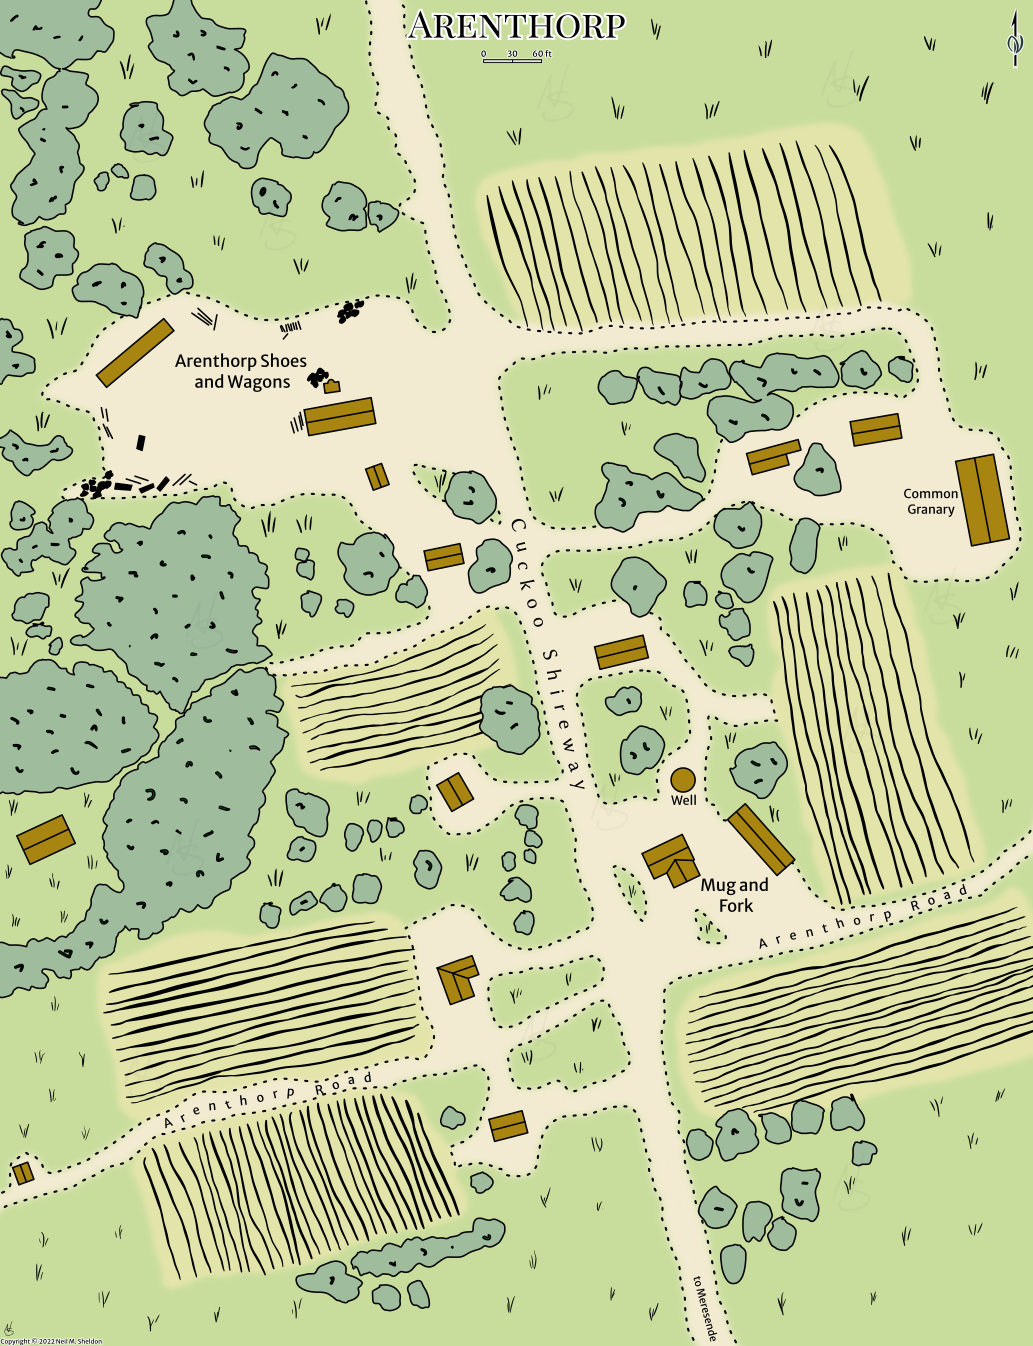 ARENTHORP
0 30 60 ft
Arenthorp Shoes
and Wagons
Common
Granary
Cuckoo Shireway
Well
Mug and
Fork
Arenthorp Road
Arenthorp Road
to Meresende
Copyright © 2022 Neil M. Sheldon